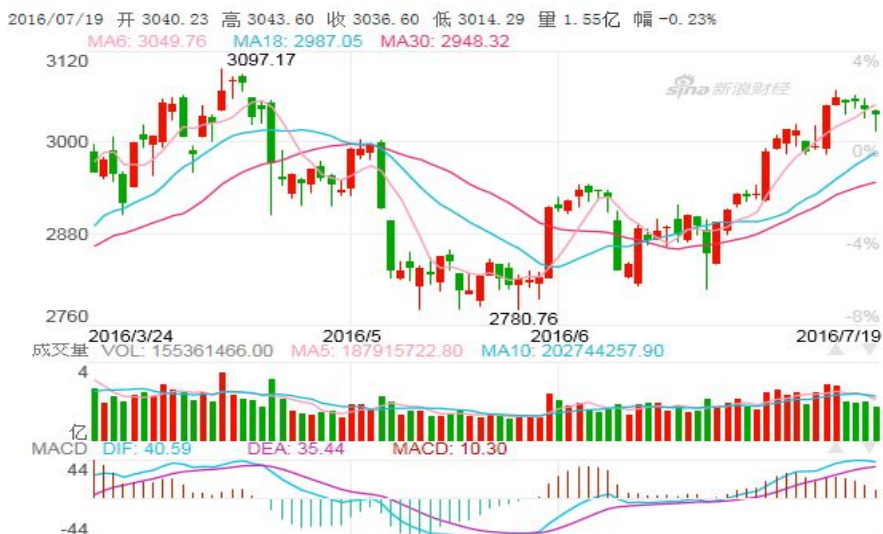 2016/07/19 开 3040.23 高 3043.60 收 3036.60 低 3014.29 量 1.55亿 幅 -0.23%
MA6: 3049.76 MA18: 2987.05 MA30: 2948.32
3120 3097.17 4%
sina 新浪财经
3000 0%
2880 -4%
2760 2780.76 -8%
2016/3/24 2016/5 2016/6 2016/7/19
成交量 VOL: 155361466.00 MA5: 187915722.80 MA10: 202744257.90
4
亿
MACD DIF: 40.59 DEA: 35.44 MACD: 10.30
44
-44